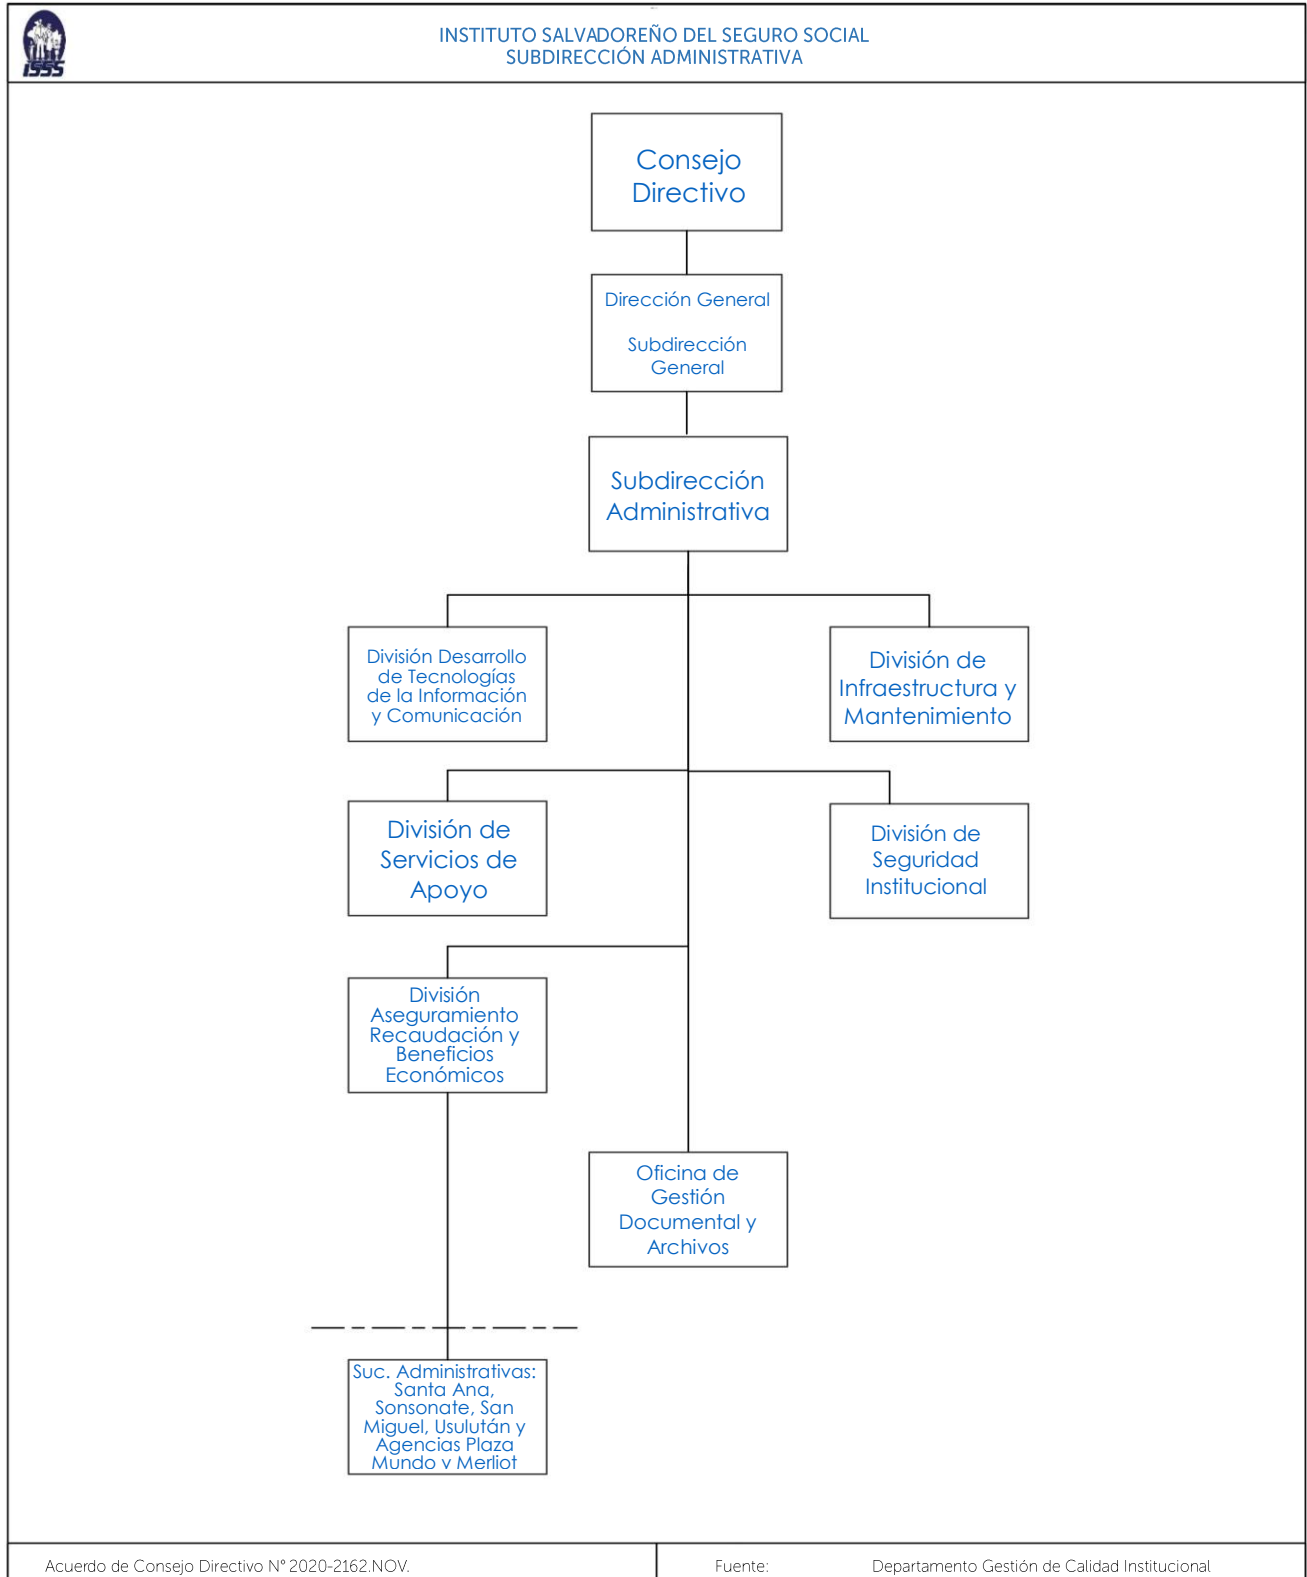 INSTITUTO SALVADOREÑO DEL SEGURO SOCIAL
SUBDIRECCIÓN ADMINISTRATIVA
ISSS
Consejo
Directivo
Dirección General
Subdirección
General
Subdirección
Administrativa
División Desarrollo
de Tecnologías
de la Información
y Comunicación
División de
Infraestructura y
Mantenimiento
División de
Servicios de
Apoyo
División de
Seguridad
Institucional
División
Aseguramiento
Recaudación y
Beneficios
Económicos
Oficina de
Gestión
Documental y
Archivos
Suc. Administrativas:
Santa Ana,
Sonsonate, San
Miguel, Usulután y
Agencias Plaza
Mundo y Merliot
Acuerdo de Consejo Directivo N° 2020-2162.NOV.
Fuente: Departamento Gestión de Calidad Institucional